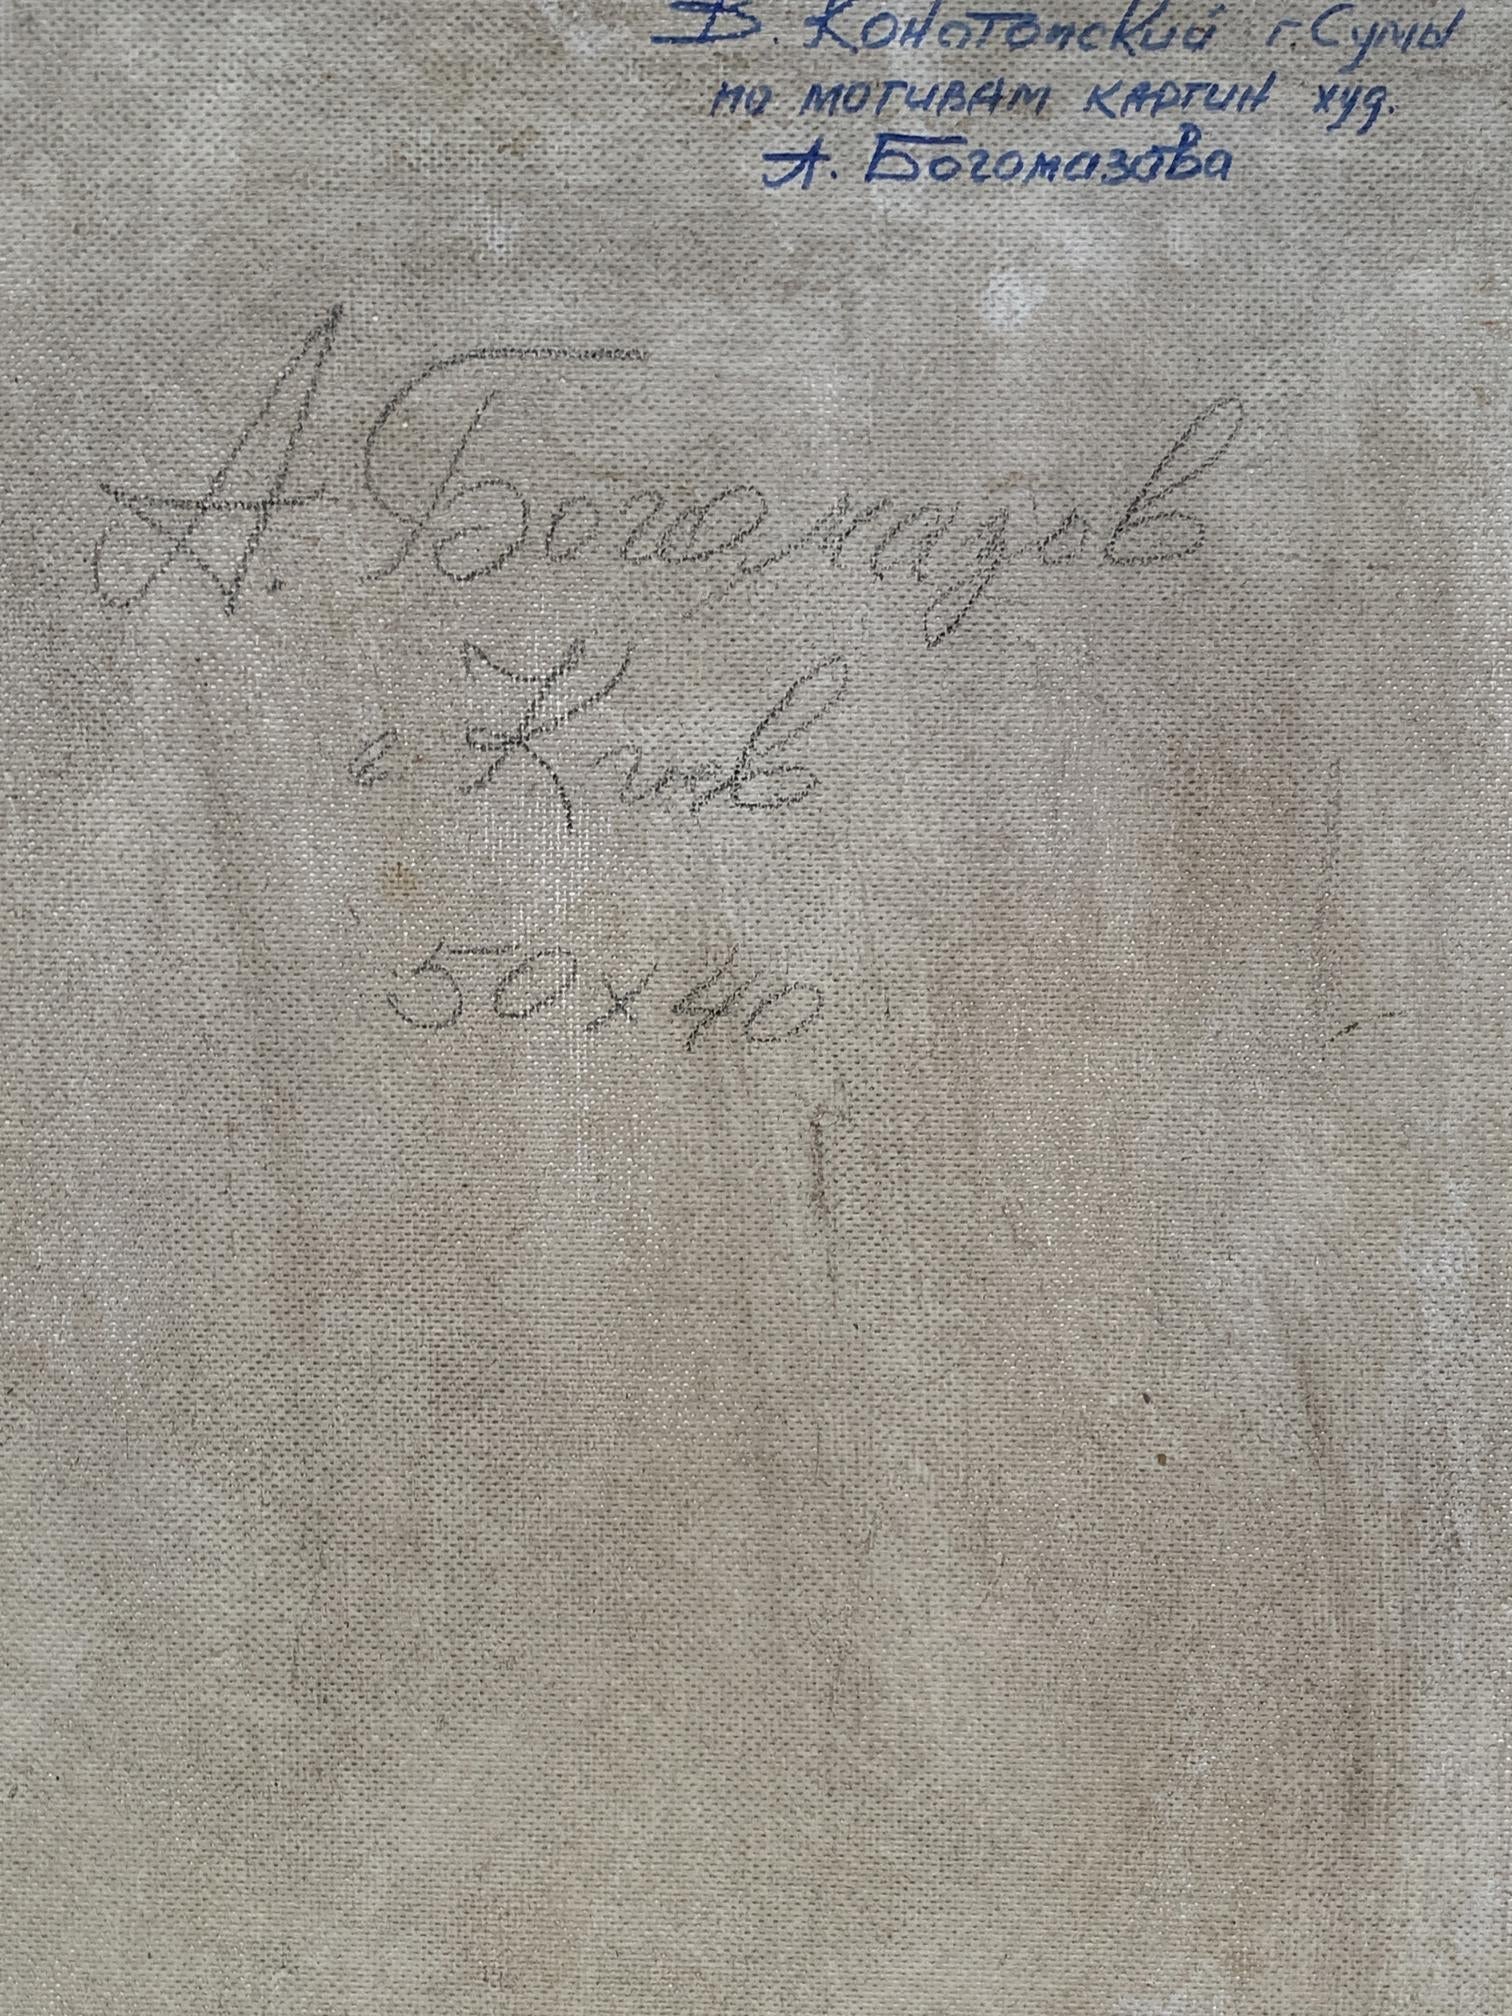 В. Конотопский г. Сумы
по мотивам картин худ.
А. Богомазова
А. Богомазов
г Киев
50х40